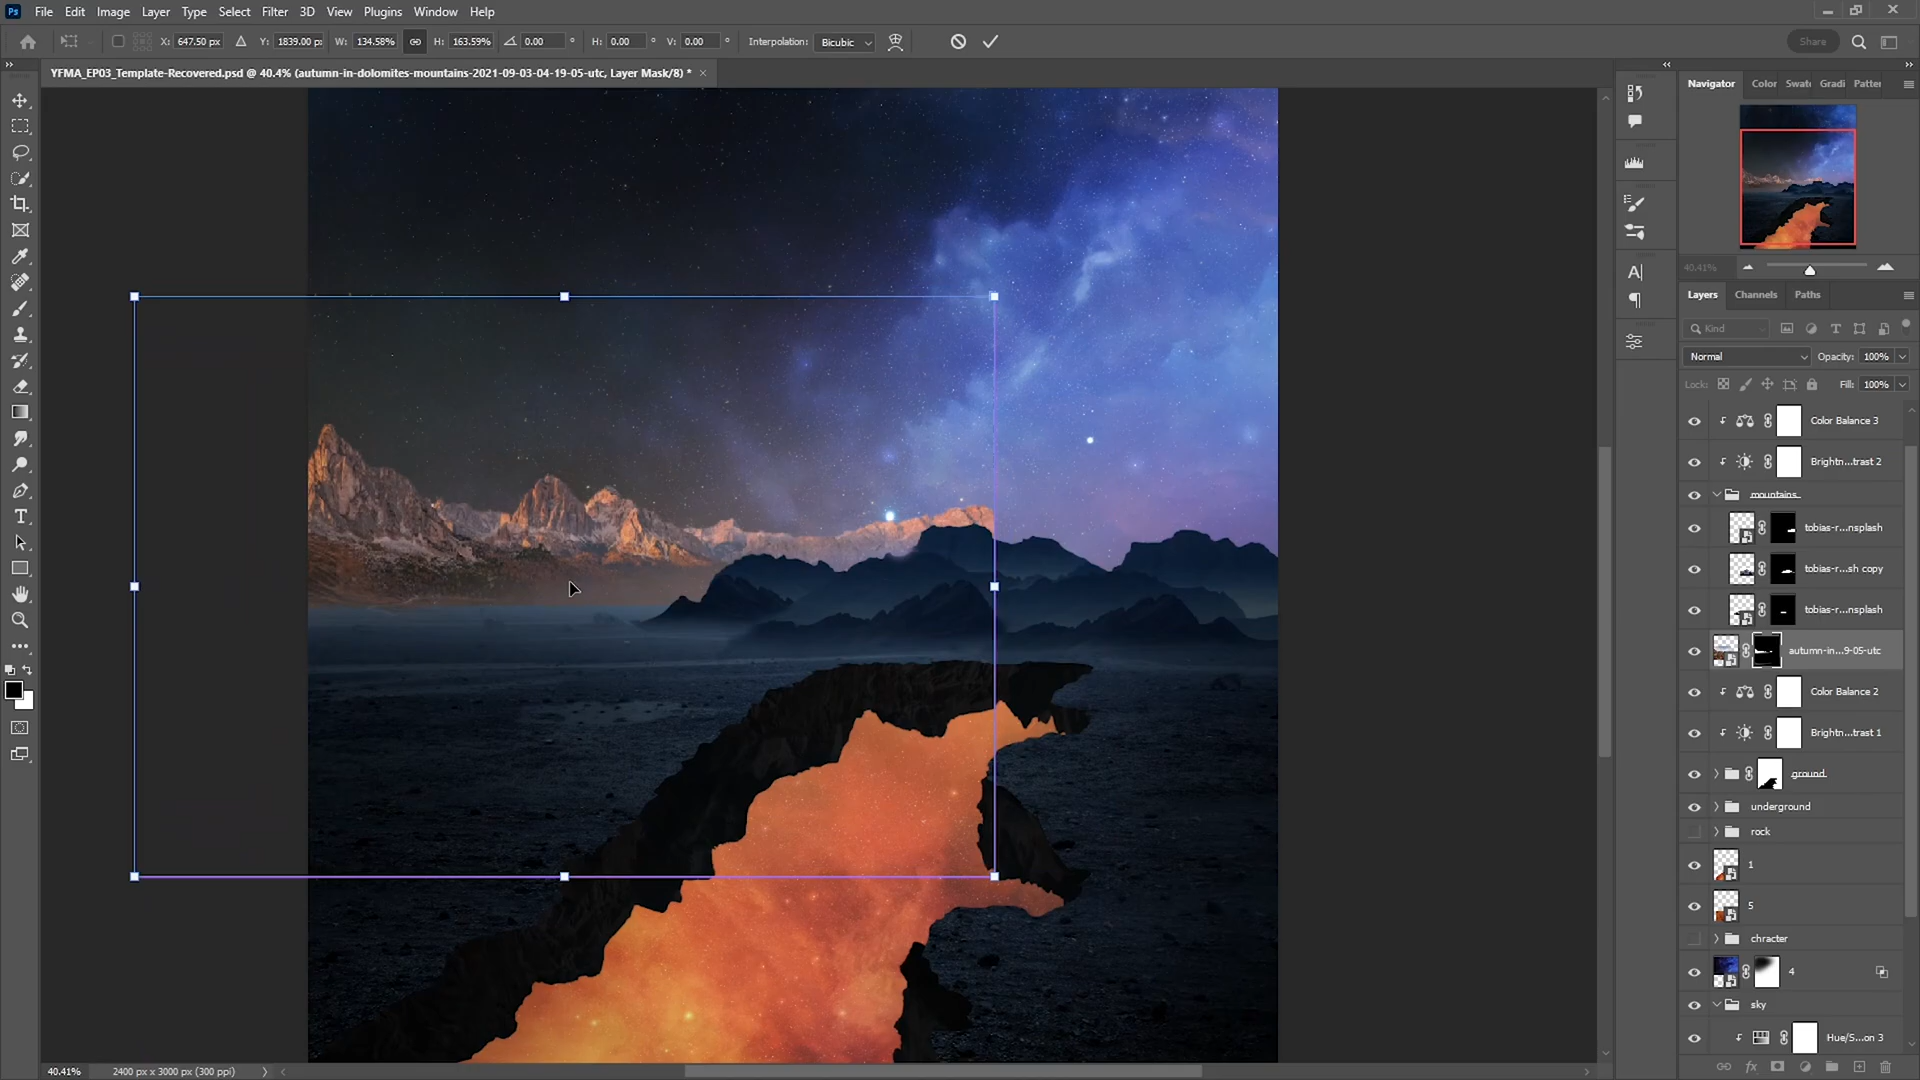 Ps File Edit Image Layer Type Select Filter 3D View Plugins Window Help
X: 647.50 px Y: 1839.00 px W: 134.58% H: 163.59% 0.00 ° H: 0.00 ° V: 0.00 ° Interpolation: Bicubic Share
YFMA_EP03_Template-Recovered.psd @ 40.4% (autumn-in-dolomites-mountains-2021-09-03-04-19-05-utc, Layer Mask/8) *
Navigator Color Swatc Gradi Patter
40.41%
Layers Channels Paths
Kind
Normal Opacity: 100%
Lock: Fill: 100%
Color Balance 3
Brightn...trast 2
mountains
tobias-r...nsplash
tobias-r...sh copy
tobias-r...nsplash
autumn-in...9-05-utc
Color Balance 2
Brightn...trast 1
ground
underground
rock
1
5
chracter
4
sky
Hue/S...on 3
fx
40.41% 2400 px x 3000 px (300 ppi)